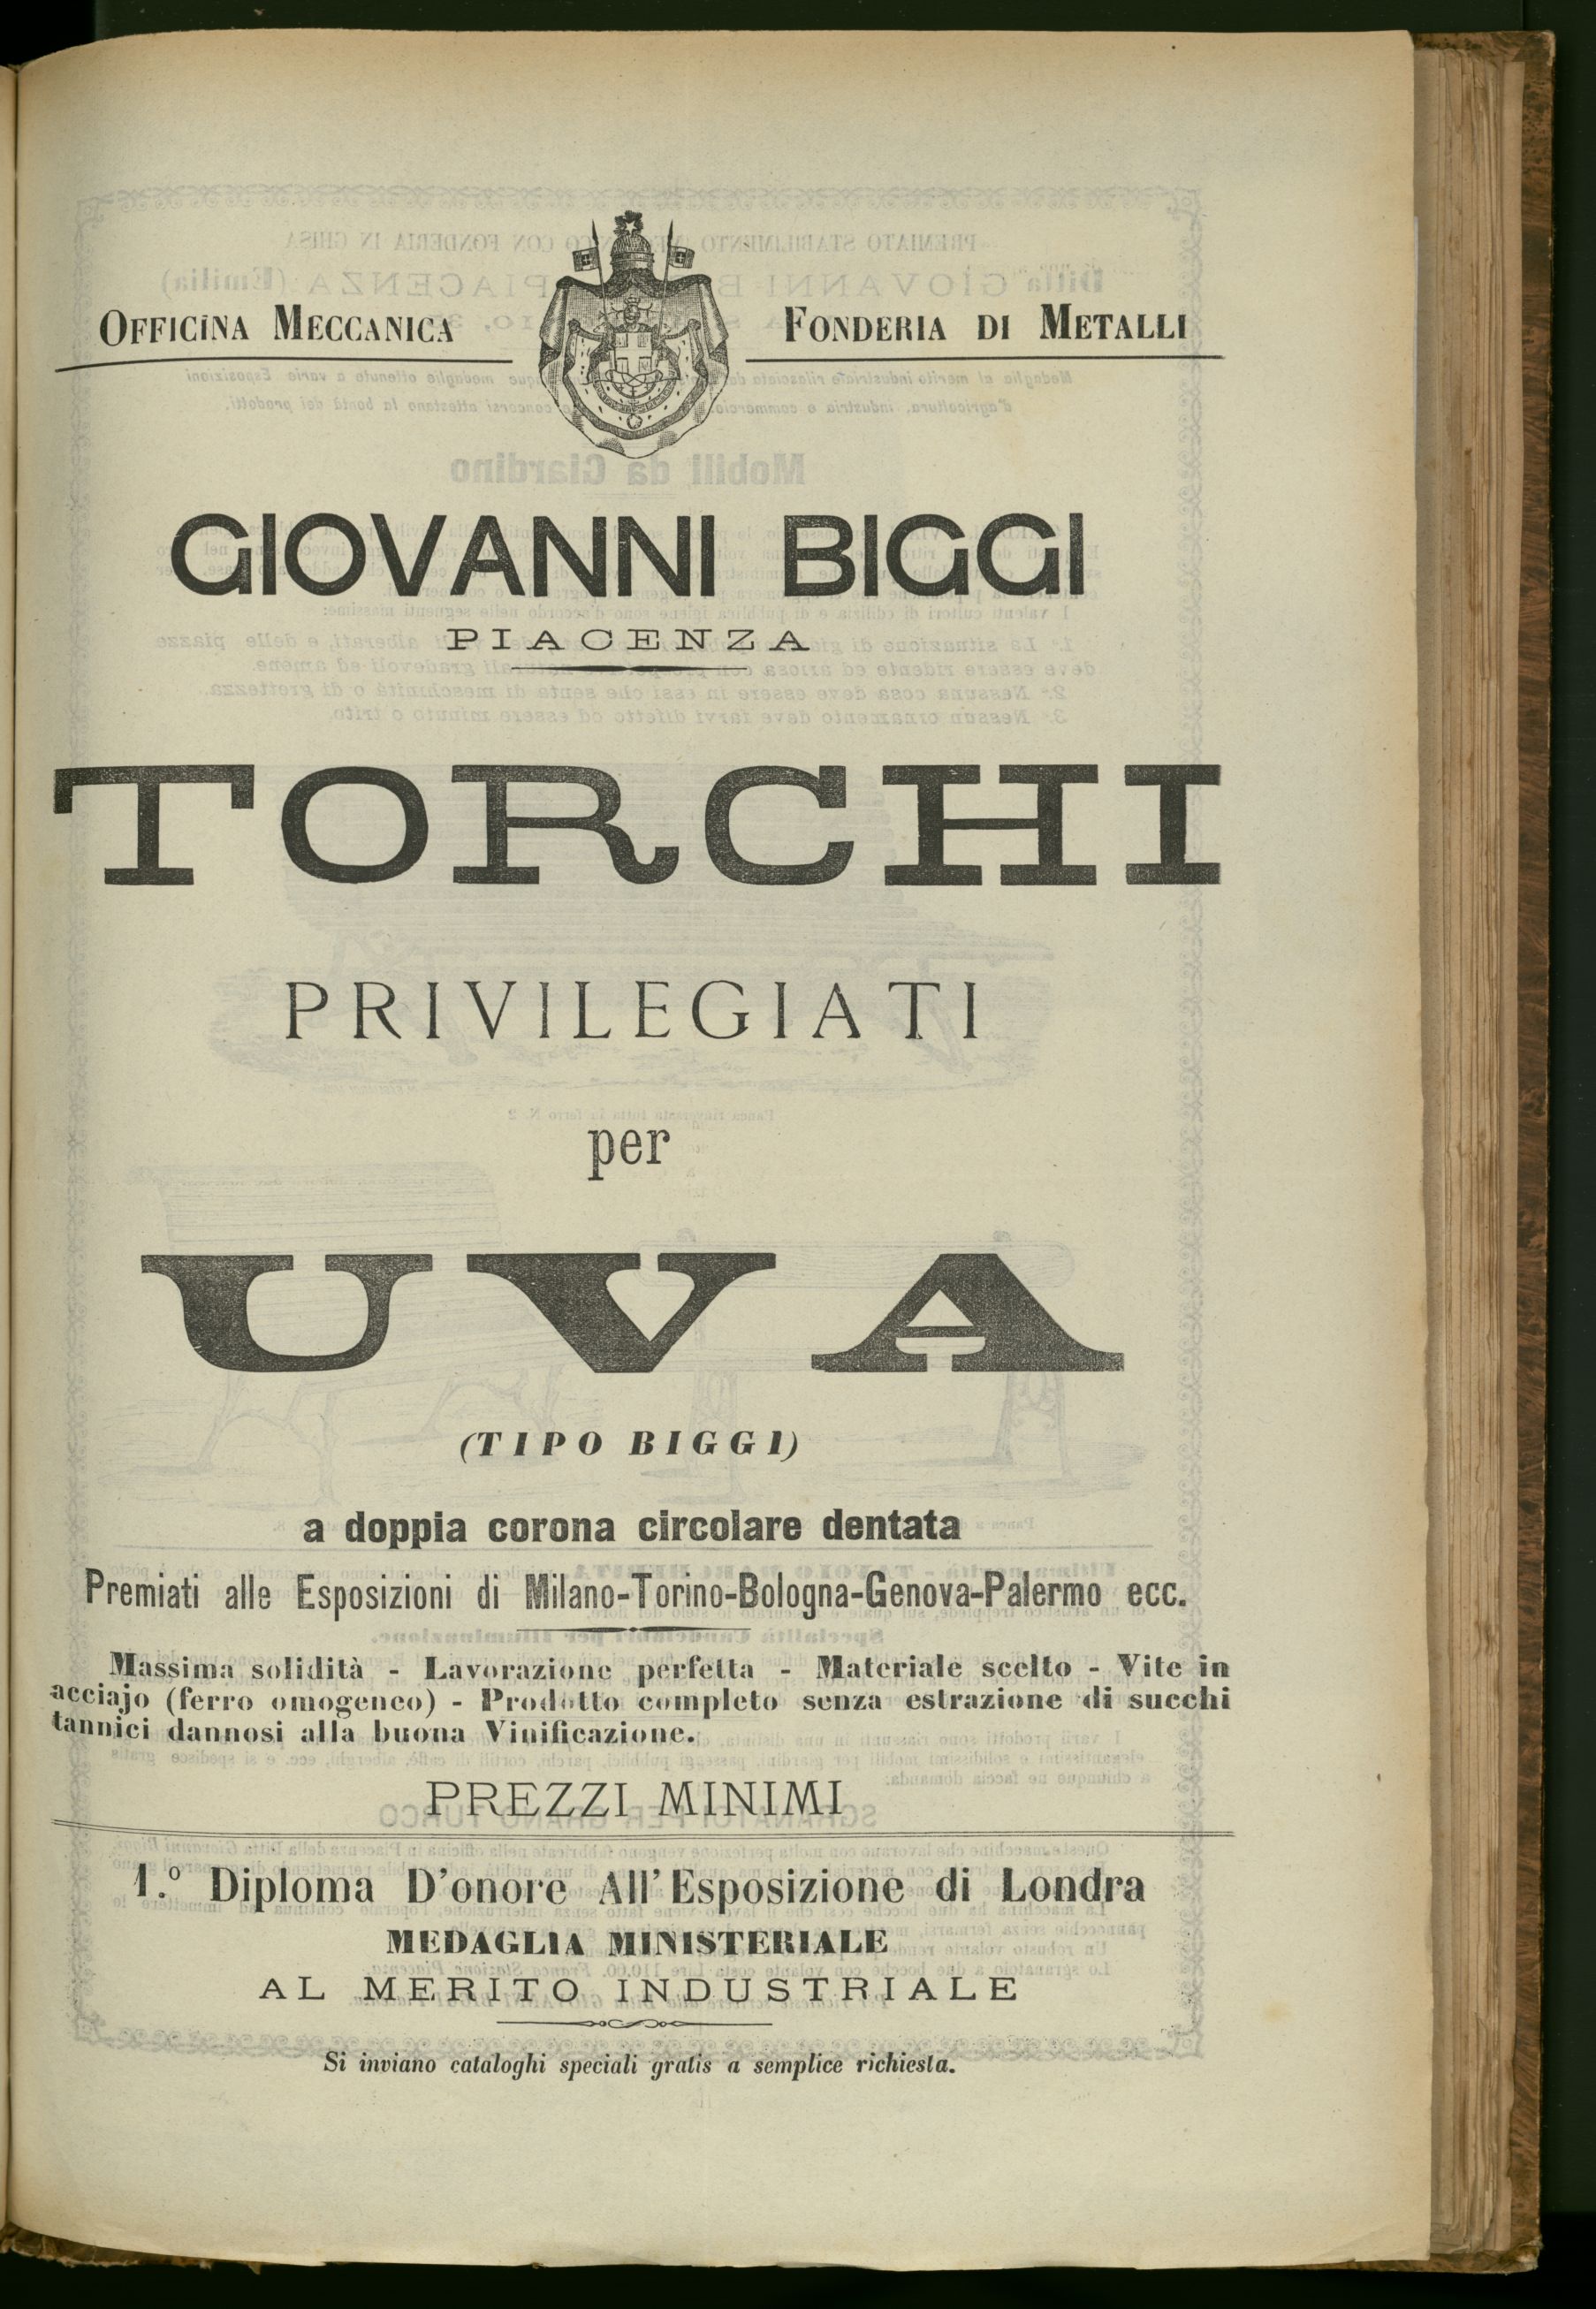 OFFICINA MECCANICA
FONDERIA DI METALLI
GIOVANNI BIGGI
PIACENZA
TORCHI
PRIVILEGIATI
per
UVA
(TIPO BIGGI)
a doppia corona circolare dentata
Premiati alle Esposizioni di Milano-Torino-Bologna-Genova-Palermo ecc.
Massima solidità - Lavorazione perfetta - Materiale scelto - Vite in
acciajo (ferro omogeneo) - Prodotto completo senza estrazione di succhi
tannici dannosi alla buona Vinificazione.
PREZZI MINIMI
1.º Diploma D'onore All'Esposizione di Londra
MEDAGLIA MINISTERIALE
AL MERITO INDUSTRIALE
Si inviano cataloghi speciali gratis a semplice richiesta.